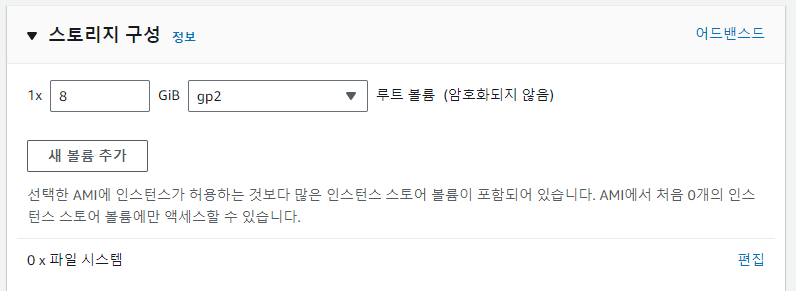 ▼ 스토리지 구성 정보 어드밴스드
1x 8 GiB gp2 루트 볼륨 (암호화되지 않음)
새 볼륨 추가
선택한 AMI에 인스턴스가 허용하는 것보다 많은 인스턴스 스토어 볼륨이 포함되어 있습니다. AMI에서 처음 0개의 인스
턴스 스토어 볼륨에만 액세스할 수 있습니다.
0 x 파일 시스템 편집